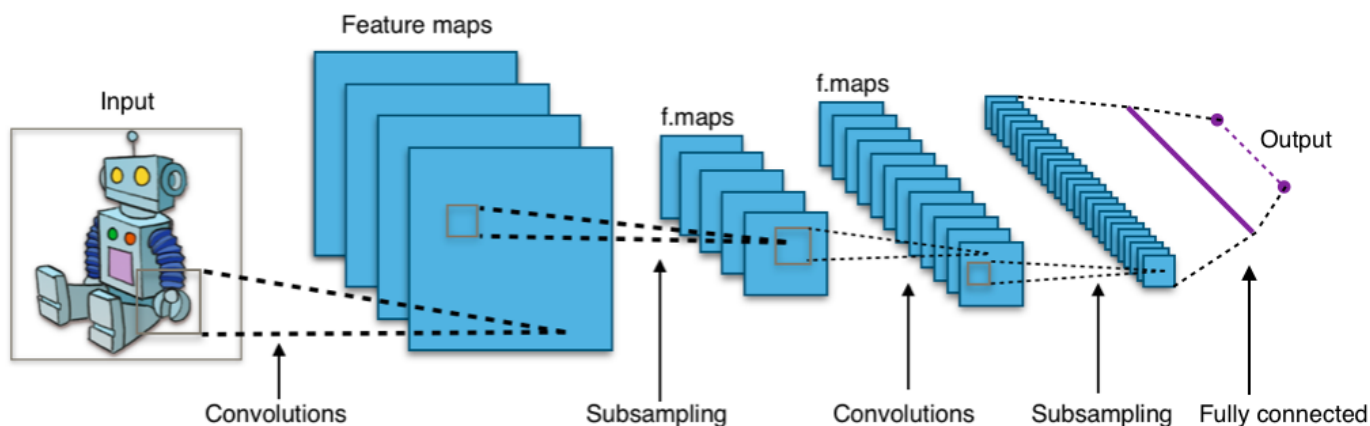 Feature maps
Input
f.maps
f.maps
Output
Convolutions
Subsampling
Convolutions
Subsampling
Fully connected